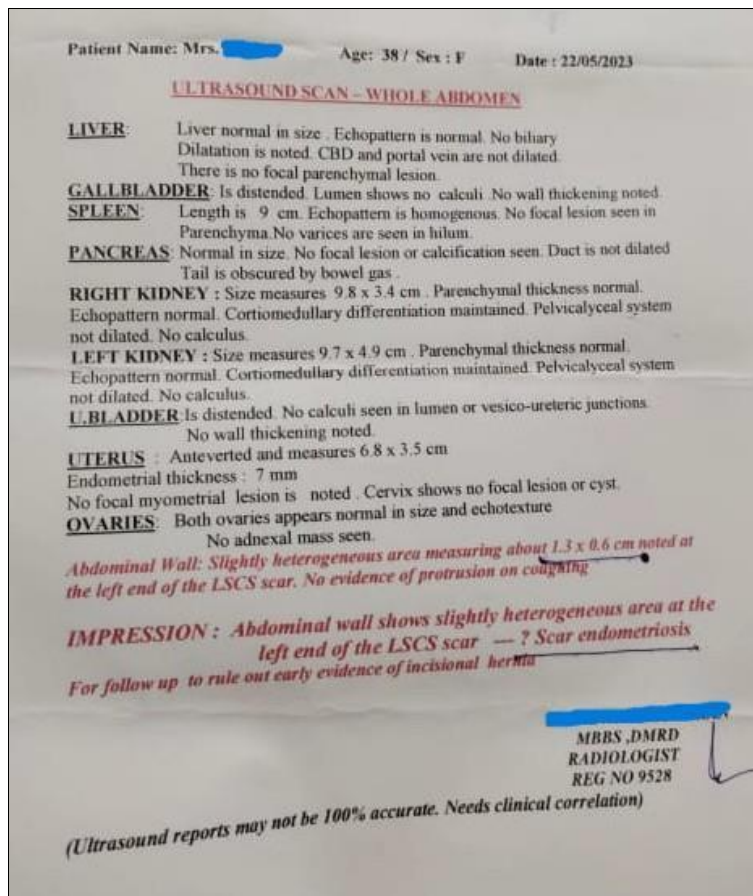 Patient Name: Mrs. Age: 38 / Sex : F Date : 22/05/2023
ULTRASOUND SCAN – WHOLE ABDOMEN
LIVER: Liver normal in size . Echopattern is normal. No biliary
Dilatation is noted. CBD and portal vein are not dilated.
There is no focal parenchymal lesion.
GALLBLADDER: Is distended. Lumen shows no calculi. No wall thickening noted.
SPLEEN: Length is 9 cm. Echopattern is homogenous. No focal lesion seen in
Parenchyma.No varices are seen in hilum.
PANCREAS: Normal in size. No focal lesion or calcification seen. Duct is not dilated
Tail is obscured by bowel gas .
RIGHT KIDNEY : Size measures 9.8 x 3.4 cm . Parenchymal thickness normal.
Echopattern normal. Cortiomedullary differentiation maintained. Pelvicalyceal system
not dilated. No calculus.
LEFT KIDNEY : Size measures 9.7 x 4.9 cm . Parenchymal thickness normal.
Echopattern normal. Cortiomedullary differentiation maintained. Pelvicalyceal system
not dilated. No calculus.
U.BLADDER:Is distended. No calculi seen in lumen or vesico-ureteric junctions.
No wall thickening noted.
UTERUS : Anteverted and measures 6.8 x 3.5 cm
Endometrial thickness : 7 mm
No focal myometrial lesion is noted . Cervix shows no focal lesion or cyst.
OVARIES: Both ovaries appears normal in size and echotexture
No adnexal mass seen.
Abdominal Wall: Slightly heterogeneous area measuring about 1.3 x 0.6 cm noted at
the left end of the LSCS scar. No evidence of protrusion on coughing
IMPRESSION : Abdominal wall shows slightly heterogeneous area at the
left end of the LSCS scar — ? Scar endometriosis
For follow up to rule out early evidence of incisional hernia
MBBS ,DMRD
RADIOLOGIST
REG NO 9528
(Ultrasound reports may not be 100% accurate. Needs clinical correlation)